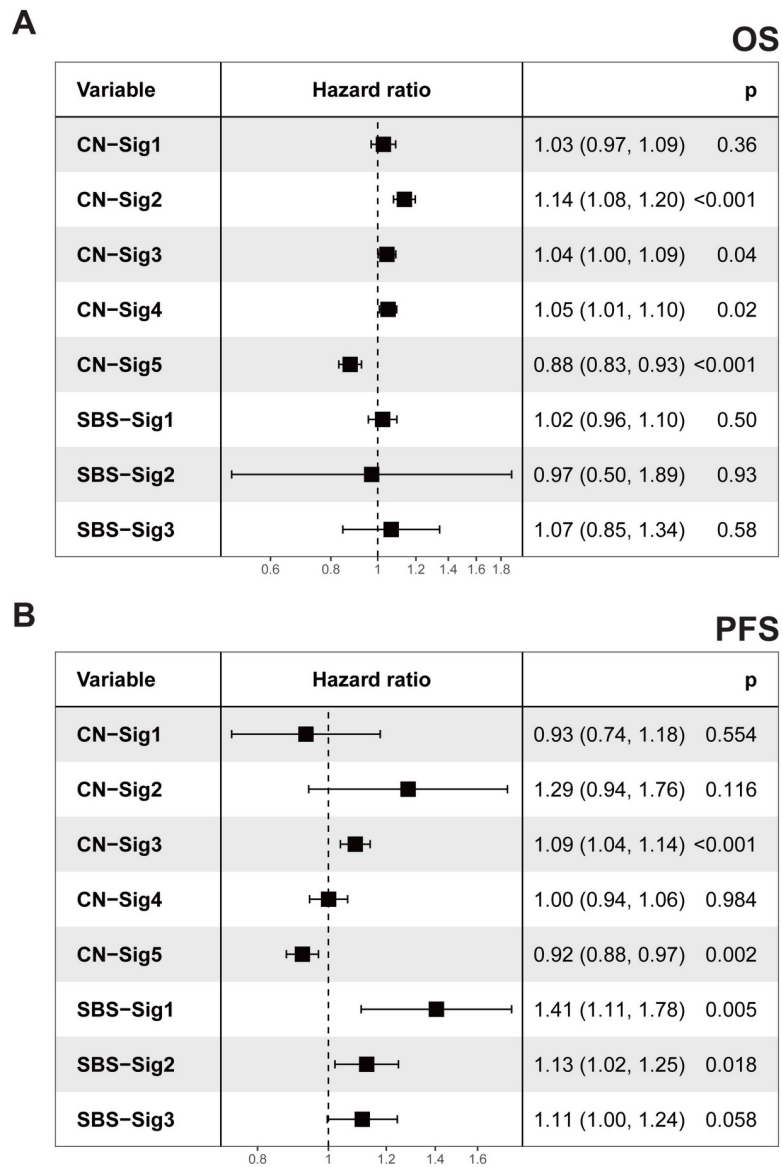 A
OS
Variable Hazard ratio p
CN−Sig1 1.03 (0.97, 1.09) 0.36
CN−Sig2 1.14 (1.08, 1.20) <0.001
CN−Sig3 1.04 (1.00, 1.09) 0.04
CN−Sig4 1.05 (1.01, 1.10) 0.02
CN−Sig5 0.88 (0.83, 0.93) <0.001
SBS−Sig1 1.02 (0.96, 1.10) 0.50
SBS−Sig2 0.97 (0.50, 1.89) 0.93
SBS−Sig3 1.07 (0.85, 1.34) 0.58
0.6 0.8 1 1.2 1.4 1.6 1.8
B
PFS
Variable Hazard ratio p
CN−Sig1 0.93 (0.74, 1.18) 0.554
CN−Sig2 1.29 (0.94, 1.76) 0.116
CN−Sig3 1.09 (1.04, 1.14) <0.001
CN−Sig4 1.00 (0.94, 1.06) 0.984
CN−Sig5 0.92 (0.88, 0.97) 0.002
SBS−Sig1 1.41 (1.11, 1.78) 0.005
SBS−Sig2 1.13 (1.02, 1.25) 0.018
SBS−Sig3 1.11 (1.00, 1.24) 0.058
0.8 1 1.2 1.4 1.6